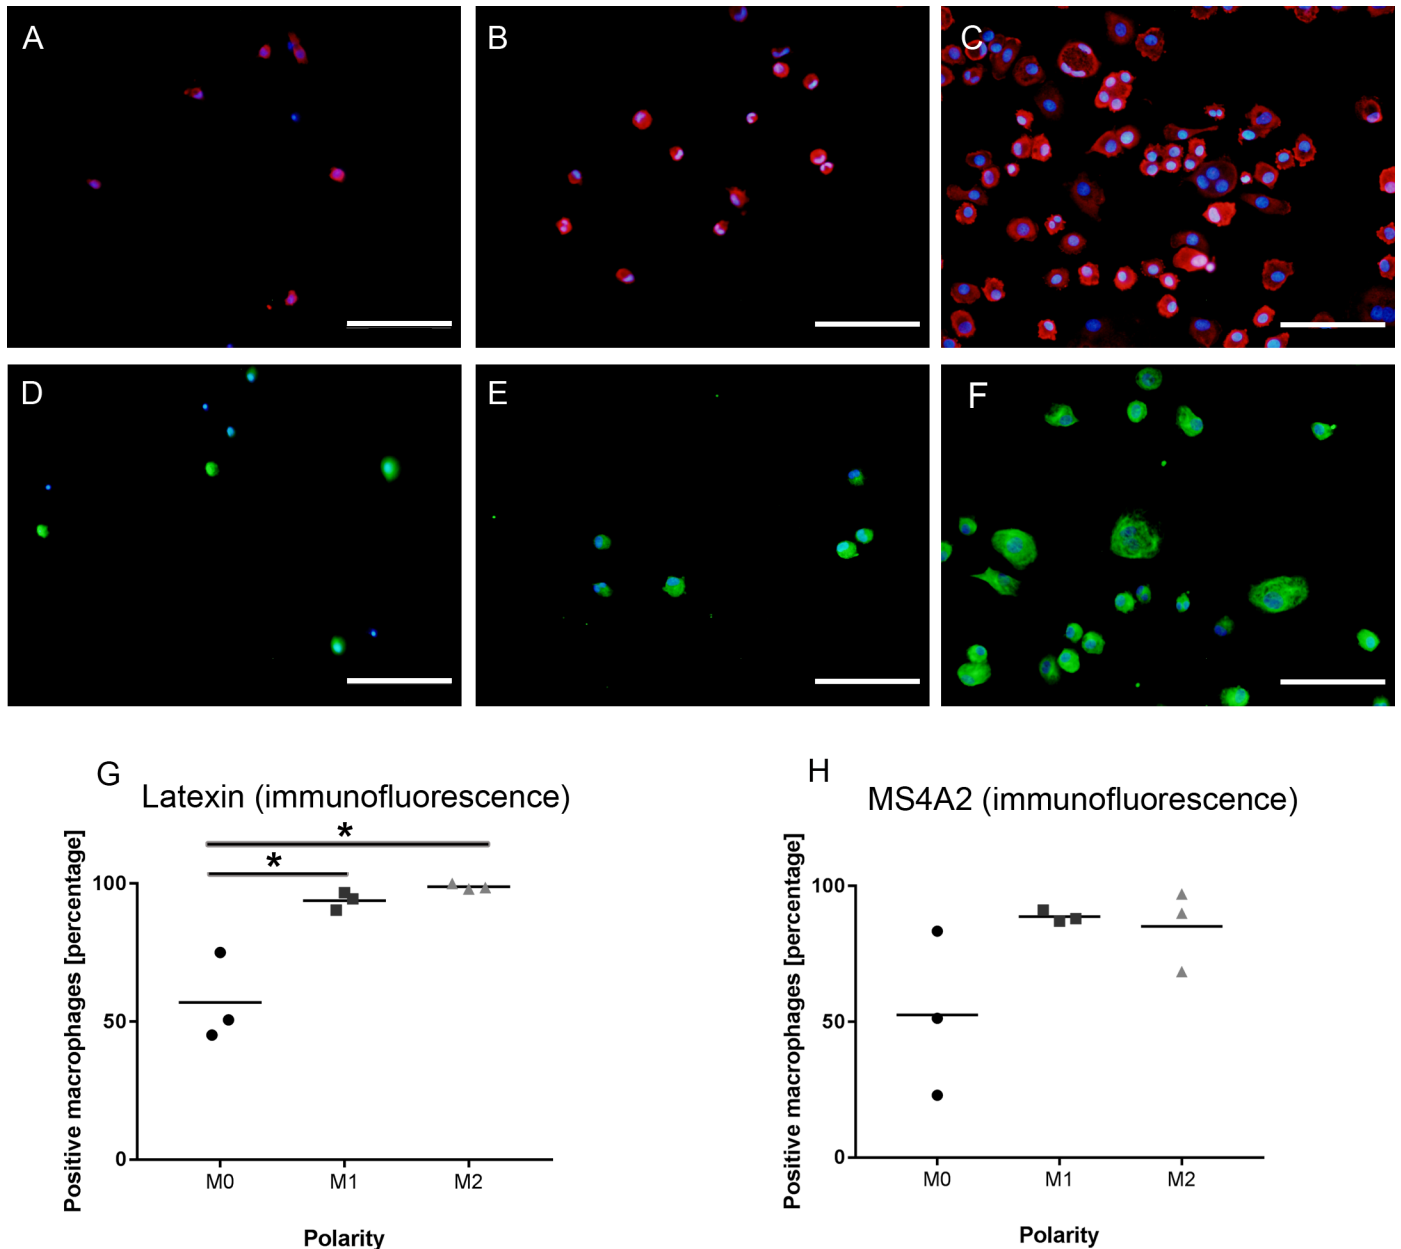 A
B
C
D
E
F
G
Latexin (immunofluorescence)
Positive macrophages [percentage]
100
50
0
*
*
M0
M1
M2
Polarity
H
MS4A2 (immunofluorescence)
Positive macrophages [percentage]
100
50
0
M0
M1
M2
Polarity